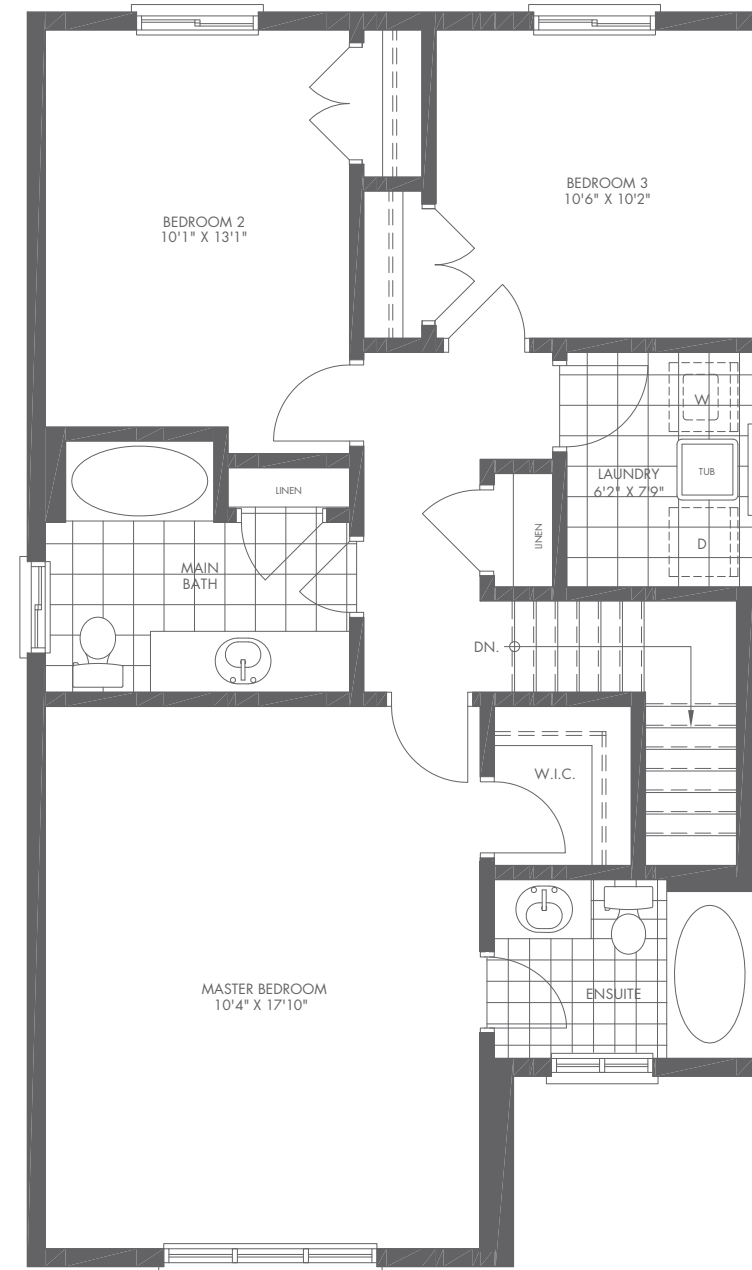 BEDROOM 3
10'6" X 10'2"
BEDROOM 2
10'1" X 13'1"
W
TUB
LAUNDRY
6'2" X 7'9"
LINEN
LINEN
D
MAIN
BATH
DN.
W.I.C.
MASTER BEDROOM
10'4" X 17'10"
ENSUITE